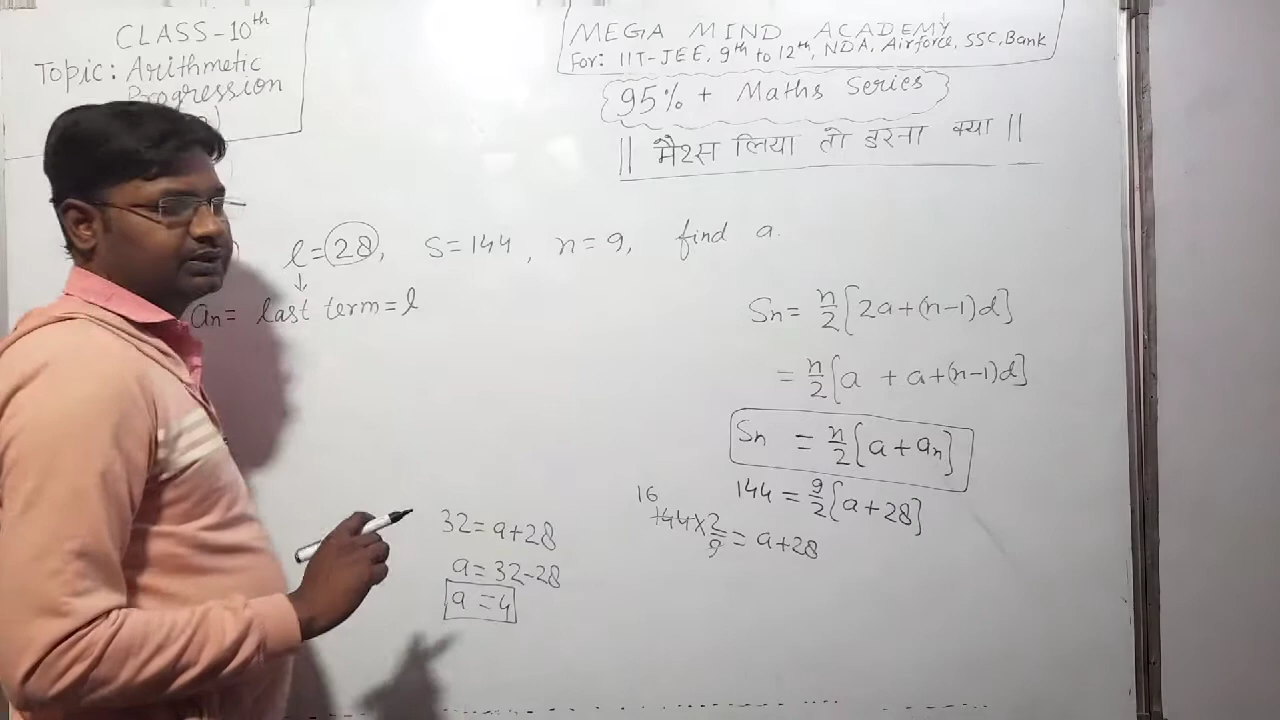 CLASS-10th
Topic: Arithmetic
Progression
MEGA MIND ACADEMY
For: IIT-JEE, 9th to 12th, NDA, Airforce, SSC, Bank
95% + Maths Series
|| मैथ्स लिया तो डरना क्या ||
l=28, S=144, n=9, find a.
↓
an= last term=l
Sn= n/2[2a+(n-1)d]
= n/2[a + a+(n-1)d]
Sn = n/2[a+an]
144 = 9/2[a+28]
16
144×2/9 = a+28
32=a+28
a=32-28
a=4